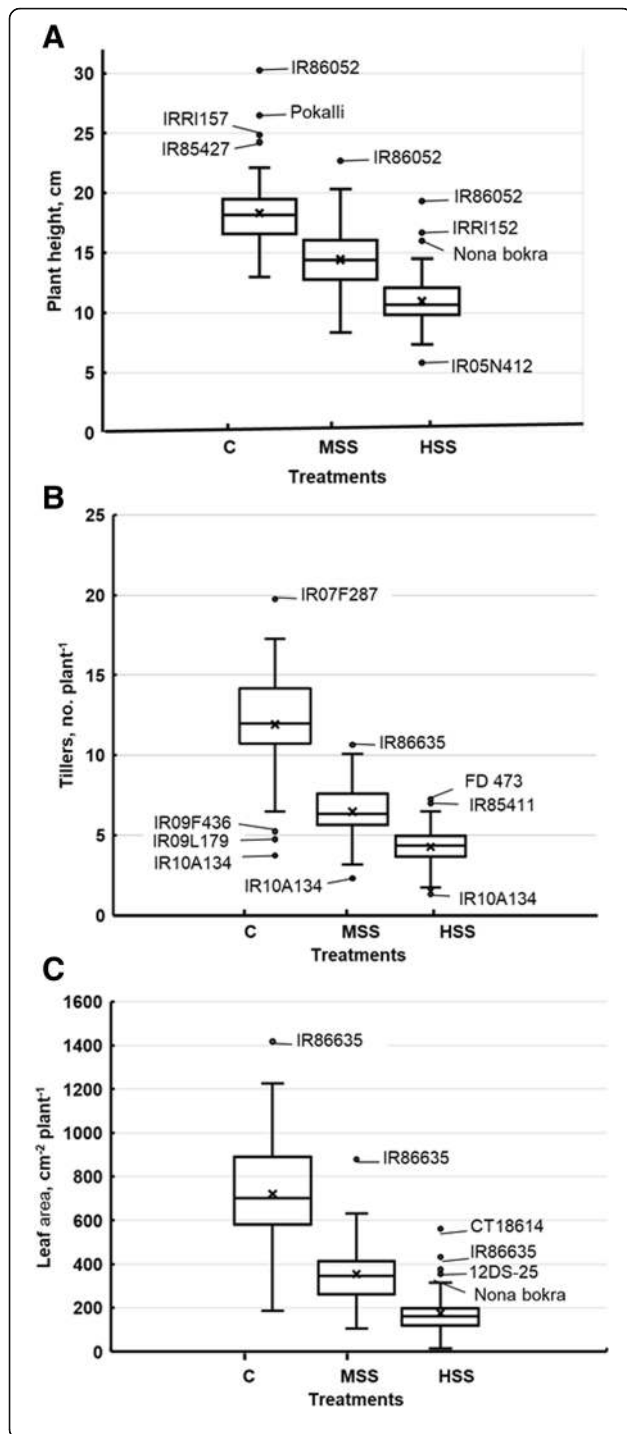 A
30
25
20
15
10
5
0
Plant height, cm
IR86052
Pokalli
IRRI157
IR85427
IR86052
IR86052
IRRI152
Nona bokra
IR05N412
C MSS HSS
Treatments
B
25
20
15
10
5
0
Tillers, no. plant⁻¹
IR07F287
IR86635
FD 473
IR85411
IR09F436
IR09L179
IR10A134
IR10A134
IR10A134
C MSS HSS
Treatments
C
1600
1400
1200
1000
800
600
400
200
0
Leaf area, cm⁻² plant⁻¹
IR86635
IR86635
CT18614
IR86635
12DS-25
Nona bokra
C MSS HSS
Treatments